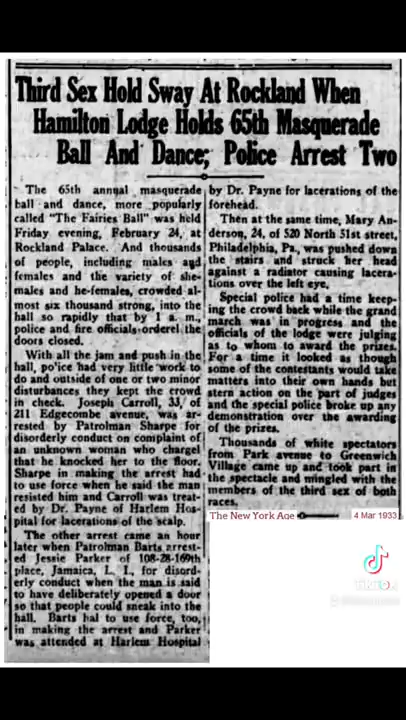 Third Sex Hold Sway At Rockland When
Hamilton Lodge Holds 65th Masquerade
Ball And Dance; Police Arrest Two
The 65th annual masquerade
ball and dance, more popularly
called "The Fairies Ball" was held
Friday evening, February 24, at
Rockland Palace. And thousands
of people, including males and
females and the variety of she-
males and he-females, crowded al-
most six thousand strong, into the
hall so rapidly that by 1 a. m.,
police and fire officials orderel the
doors closed.
With all the jam and push in the
hall, po'ice had very little work to
do and outside of one or two minor
disturbances they kept the crowd
in check. Joseph Carroll, 33, of
211 Edgecombe avenue, was ar-
rested by Patrolman Sharpe for
disorderly conduct on complaint of
an unknown woman who chargel
that he knocked her to the floor.
Sharpe in making the arrest had
to use force when he said the man
resisted him and Carroll was treat-
ed by Dr. Payne of Harlem Hos-
pital for lacerations of the scalp.
The other arrest came an hour
later when Patrolman Barts arrest-
ed Jessie Parker of 108-28-169th
place, Jamaica, L. I., for disord-
erly conduct when the man is said
to have deliberately opened a door
so that people could sneak into the
hall. Barts hal to use force, too,
in making the arrest and Parker
was attended at Harlem Hospital
by Dr. Payne for lacerations of the
forehead.
Then at the same time, Mary An-
derson, 24, of 520 North 51st street,
Philadelphia, Pa., was pushed down
the stairs and struck her head
against a radiator causing lacera-
tions over the left eye.
Special police had a time keep-
ing the crowd back while the grand
march was in progress and the
officials of the lodge were julging
as to whom to award the prizes.
For a time it looked as though
some of the contestants would take
matters into their own hands but
stern action on the part of judges
and the special police broke up any
demonstration over the awarding
of the prizes.
Thousands of white spectators
from Park avenue to Greenwich
Village came up and took part in
the spectacle and mingled with the
members of the third sex of both
races.
The New York Age
4 Mar 1933
TikTok